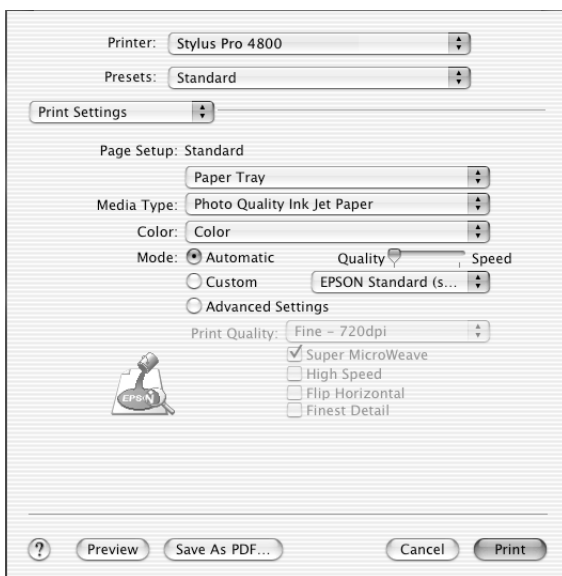 Printer: Stylus Pro 4800
Presets: Standard
Print Settings
Page Setup: Standard
Paper Tray
Media Type: Photo Quality Ink Jet Paper
Color: Color
Mode: Automatic Quality Speed
Custom EPSON Standard (s...
Advanced Settings
Print Quality: Fine – 720dpi
Super MicroWeave
High Speed
Flip Horizontal
Finest Detail
EPSON
? Preview Save As PDF... Cancel Print